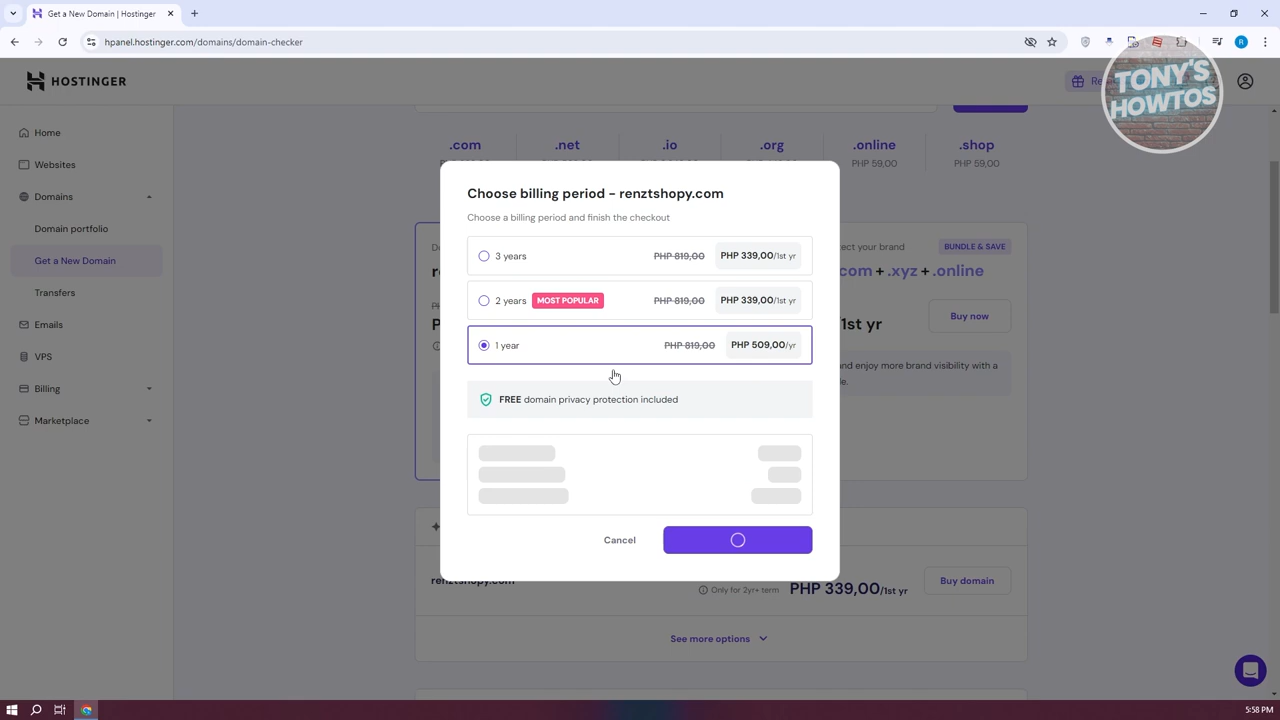 Get a New Domain | Hostinger
hpanel.hostinger.com/domains/domain-checker
R
HOSTINGER
TONY'S
HOWTOS
Home
Websites
Domains
Domain portfolio
Get a New Domain
Transfers
Emails
VPS
Billing
Marketplace
.com
.net
.io
.org
.online
.shop
PHP 59,00
PHP 59,00
Choose billing period - renztshopy.com
Choose a billing period and finish the checkout
3 years
PHP 819,00
PHP 339,00/1st yr
2 years
MOST POPULAR
PHP 819,00
PHP 339,00/1st yr
1 year
PHP 819,00
PHP 509,00/yr
FREE domain privacy protection included
Cancel
your brand
BUNDLE & SAVE
com + .xyz + .online
/1st yr
Buy now
and enjoy more brand visibility with a
renztshopy.com
Only for 2yr+ term
PHP 339,00/1st yr
Buy domain
See more options
5:58 PM